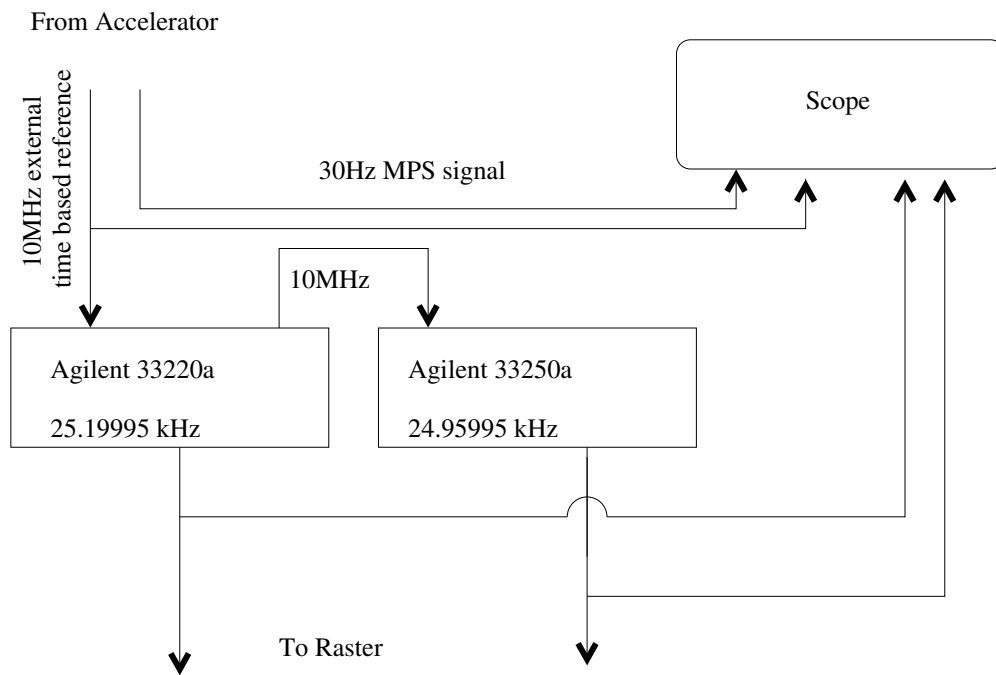 From Accelerator
10MHz external
time based reference
Scope
30Hz MPS signal
10MHz
Agilent 33220a
25.19995 kHz
Agilent 33250a
24.95995 kHz
To Raster